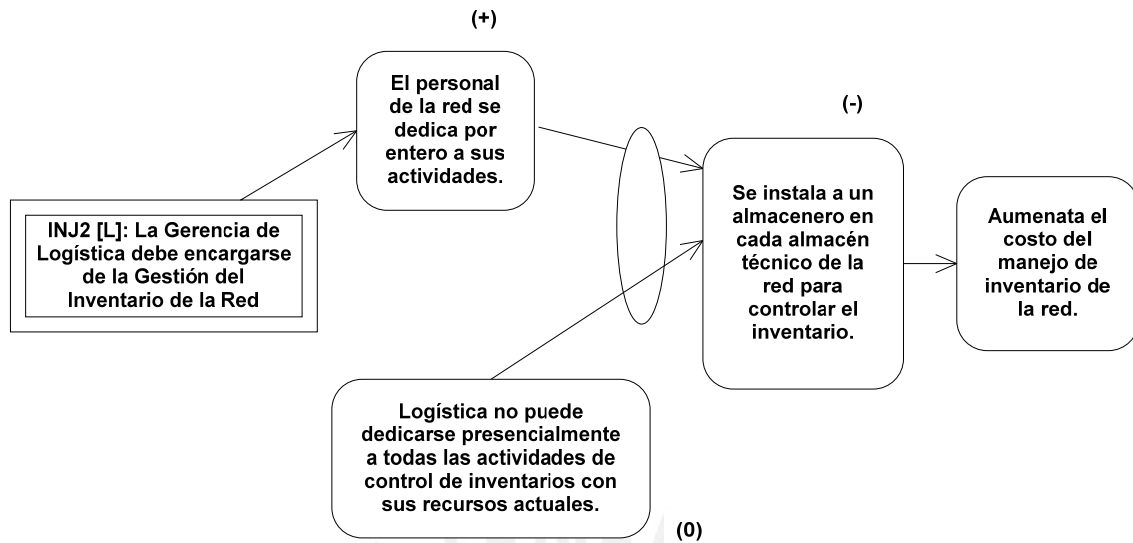 (+)
El personal
de la red se
dedica por
entero a sus
actividades.
(-)
INJ2 [L]: La Gerencia de
Logística debe encargarse
de la Gestión del
Inventario de la Red
Se instala a un
almacenero en
cada almacén
técnico de la
red para
controlar el
inventario.
Aumenata el
costo del
manejo de
inventario de
la red.
Logística no puede
dedicarse presencialmente
a todas las actividades de
control de inventarios con
sus recursos actuales.
(0)